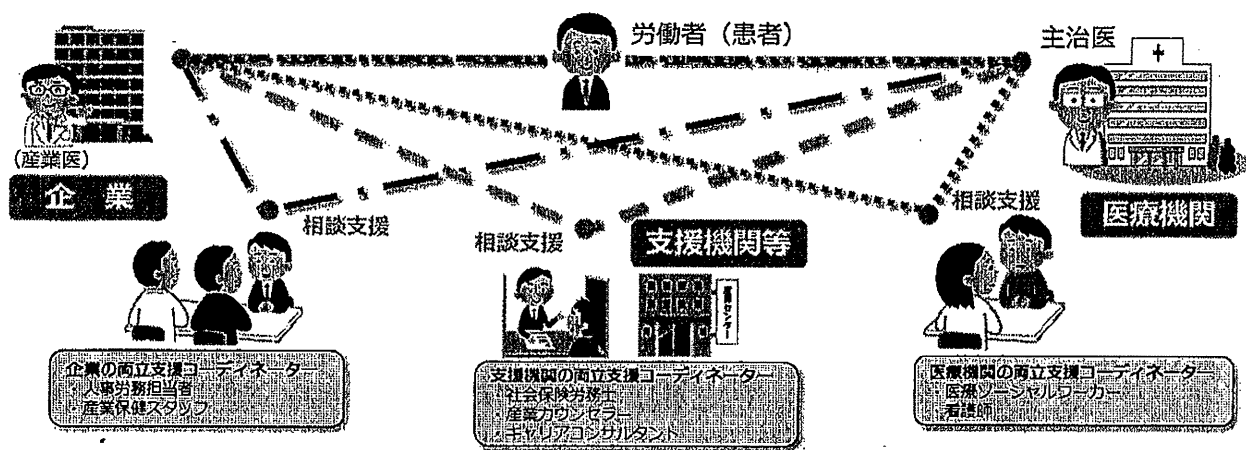 労働者（患者）
主治医
(産業医)
企　業
相談支援
相談支援
支援機関等
相談支援
医療機関
企業の両立支援コーディネーター
・人事労務担当者
・産業保健スタッフ
支援機関の両立支援コーディネーター
・社会保険労務士
・産業カウンセラー
・キャリアコンサルタント
医療機関の両立支援コーディネーター
・医療ソーシャルワーカー
・看護師